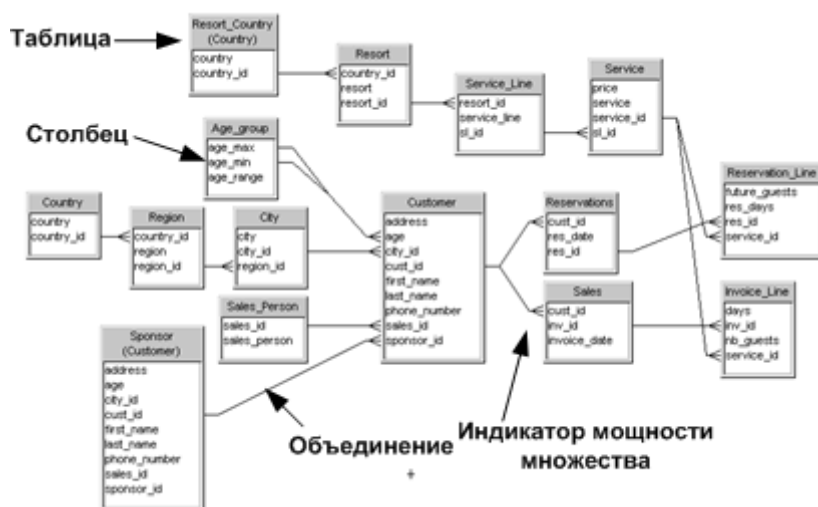 Таблица
Resort_Country
(Country)
country
country_id
Resort
country_id
resort
resort_id
Service_Line
resort_id
service_line
sl_id
Service
price
service
service_id
sl_id
Столбец
Age_group
age_max
age_min
age_range
Reservation_Line
future_guests
res_days
res_id
service_id
Country
country
country_id
Region
country_id
region
region_id
City
city
city_id
region_id
Customer
address
age
city_id
cust_id
first_name
last_name
phone_number
sales_id
sponsor_id
Reservations
cust_id
res_date
res_id
Sales_Person
sales_id
sales_person
Sales
cust_id
inv_id
invoice_date
Invoice_Line
days
inv_id
nb_guests
service_id
Sponsor
(Customer)
address
age
city_id
cust_id
first_name
last_name
phone_number
sales_id
sponsor_id
Объединение
Индикатор мощности
множества